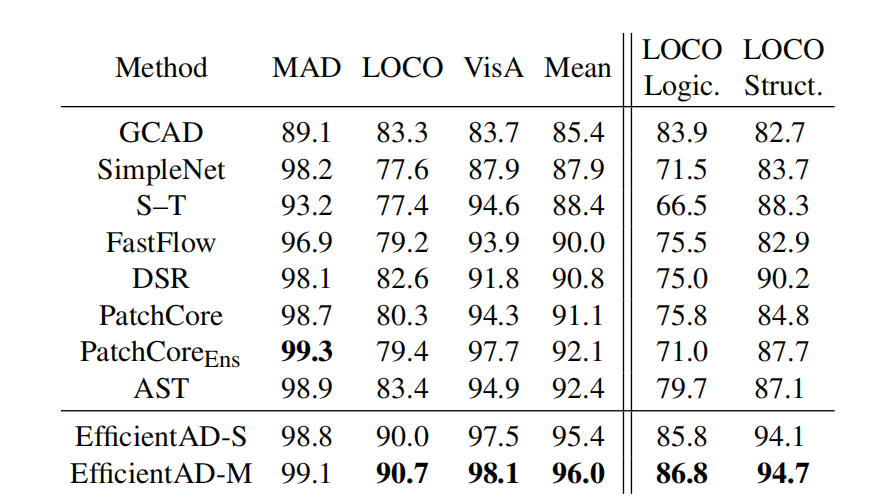 Method MAD LOCO VisA Mean LOCO Logic. LOCO Struct.
GCAD 89.1 83.3 83.7 85.4 83.9 82.7
SimpleNet 98.2 77.6 87.9 87.9 71.5 83.7
S–T 93.2 77.4 94.6 88.4 66.5 88.3
FastFlow 96.9 79.2 93.9 90.0 75.5 82.9
DSR 98.1 82.6 91.8 90.8 75.0 90.2
PatchCore 98.7 80.3 94.3 91.1 75.8 84.8
PatchCoreEns 99.3 79.4 97.7 92.1 71.0 87.7
AST 98.9 83.4 94.9 92.4 79.7 87.1
EfficientAD-S 98.8 90.0 97.5 95.4 85.8 94.1
EfficientAD-M 99.1 90.7 98.1 96.0 86.8 94.7